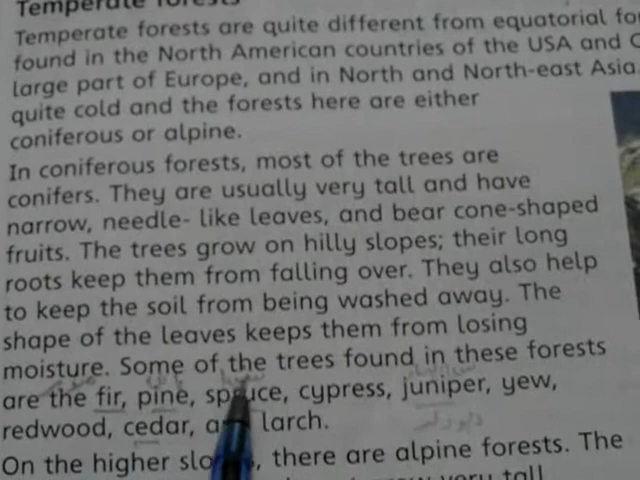 Temperate forests
Temperate forests are quite different from equatorial
found in the North American countries of the USA and
large part of Europe, and in North and North-east Asia.
quite cold and the forests here are either
coniferous or alpine.
In coniferous forests, most of the trees are
conifers. They are usually very tall and have
narrow, needle- like leaves, and bear cone-shaped
fruits. The trees grow on hilly slopes; their long
roots keep them from falling over. They also help
to keep the soil from being washed away. The
shape of the leaves keeps them from losing
moisture. Some of the trees found in these forests
are the fir, pine, spruce, cypress, juniper, yew,
redwood, cedar, larch.
On the higher there are alpine forests. The
very tall